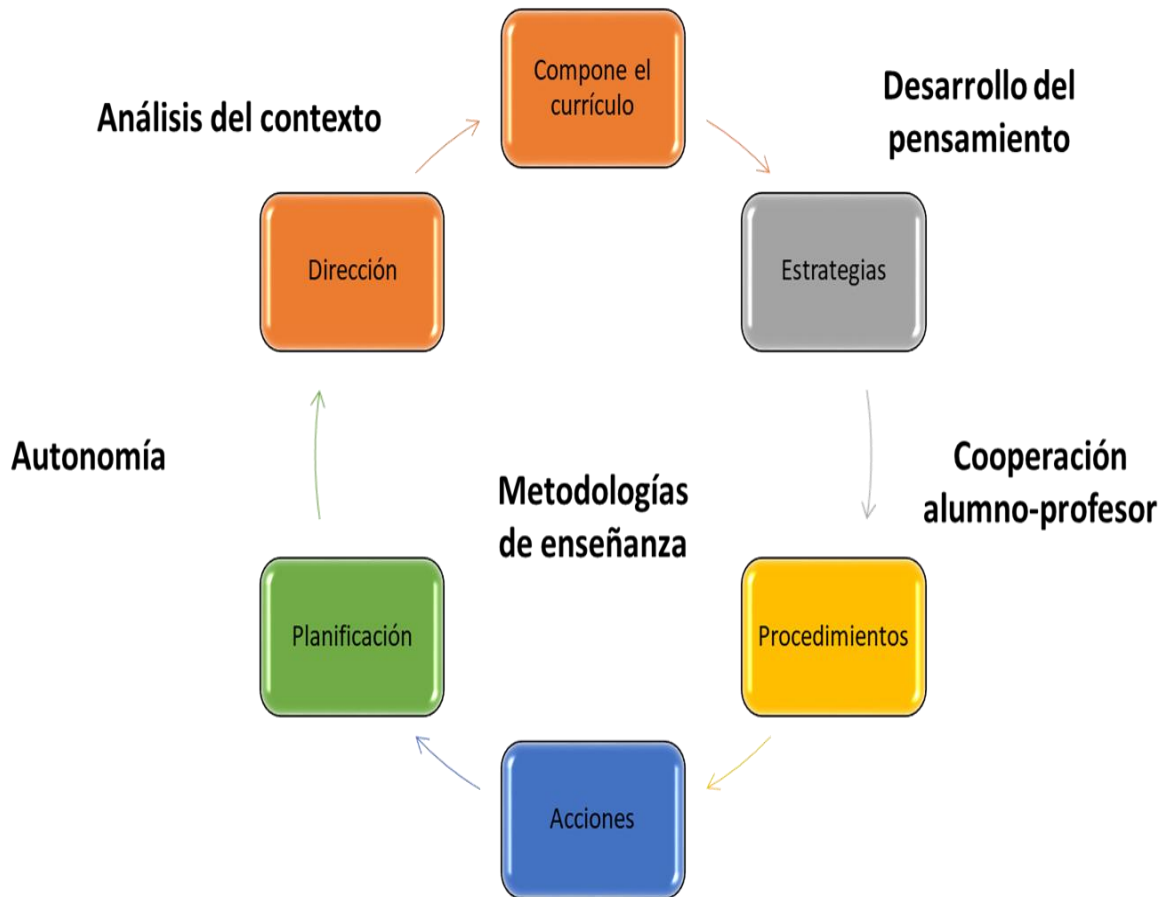 Compone el
currículo
Desarrollo del
pensamiento
Análisis del contexto
Dirección
Estrategias
Autonomía
Cooperación
alumno-profesor
Metodologías
de enseñanza
Planificación
Procedimientos
Acciones